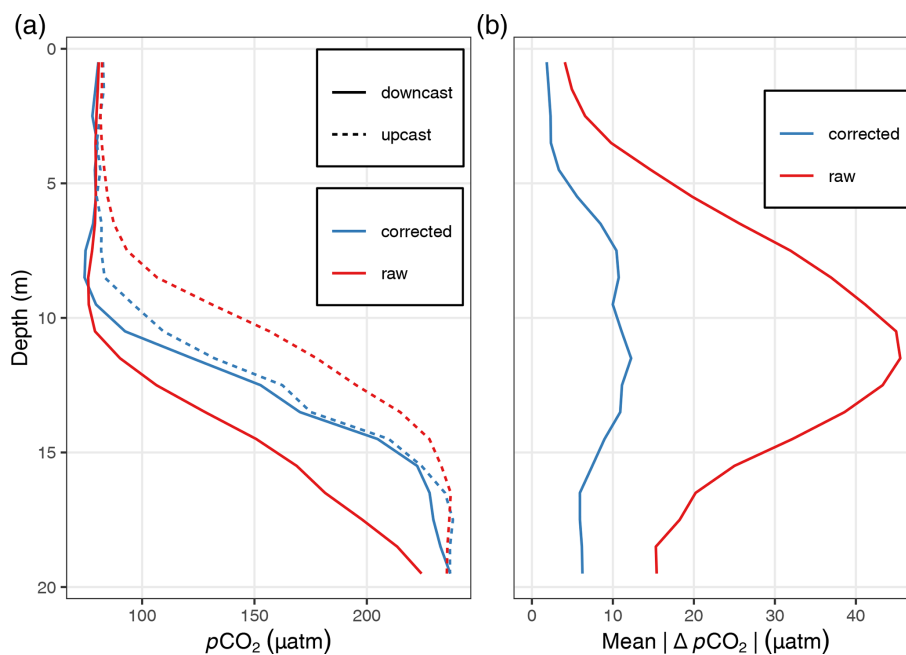 (a)
0
5
10
15
20
Depth (m)
downcast
upcast
corrected
raw
100
150
200
pCO₂ (µatm)
(b)
corrected
raw
0
10
20
30
40
Mean | Δ pCO₂ | (µatm)